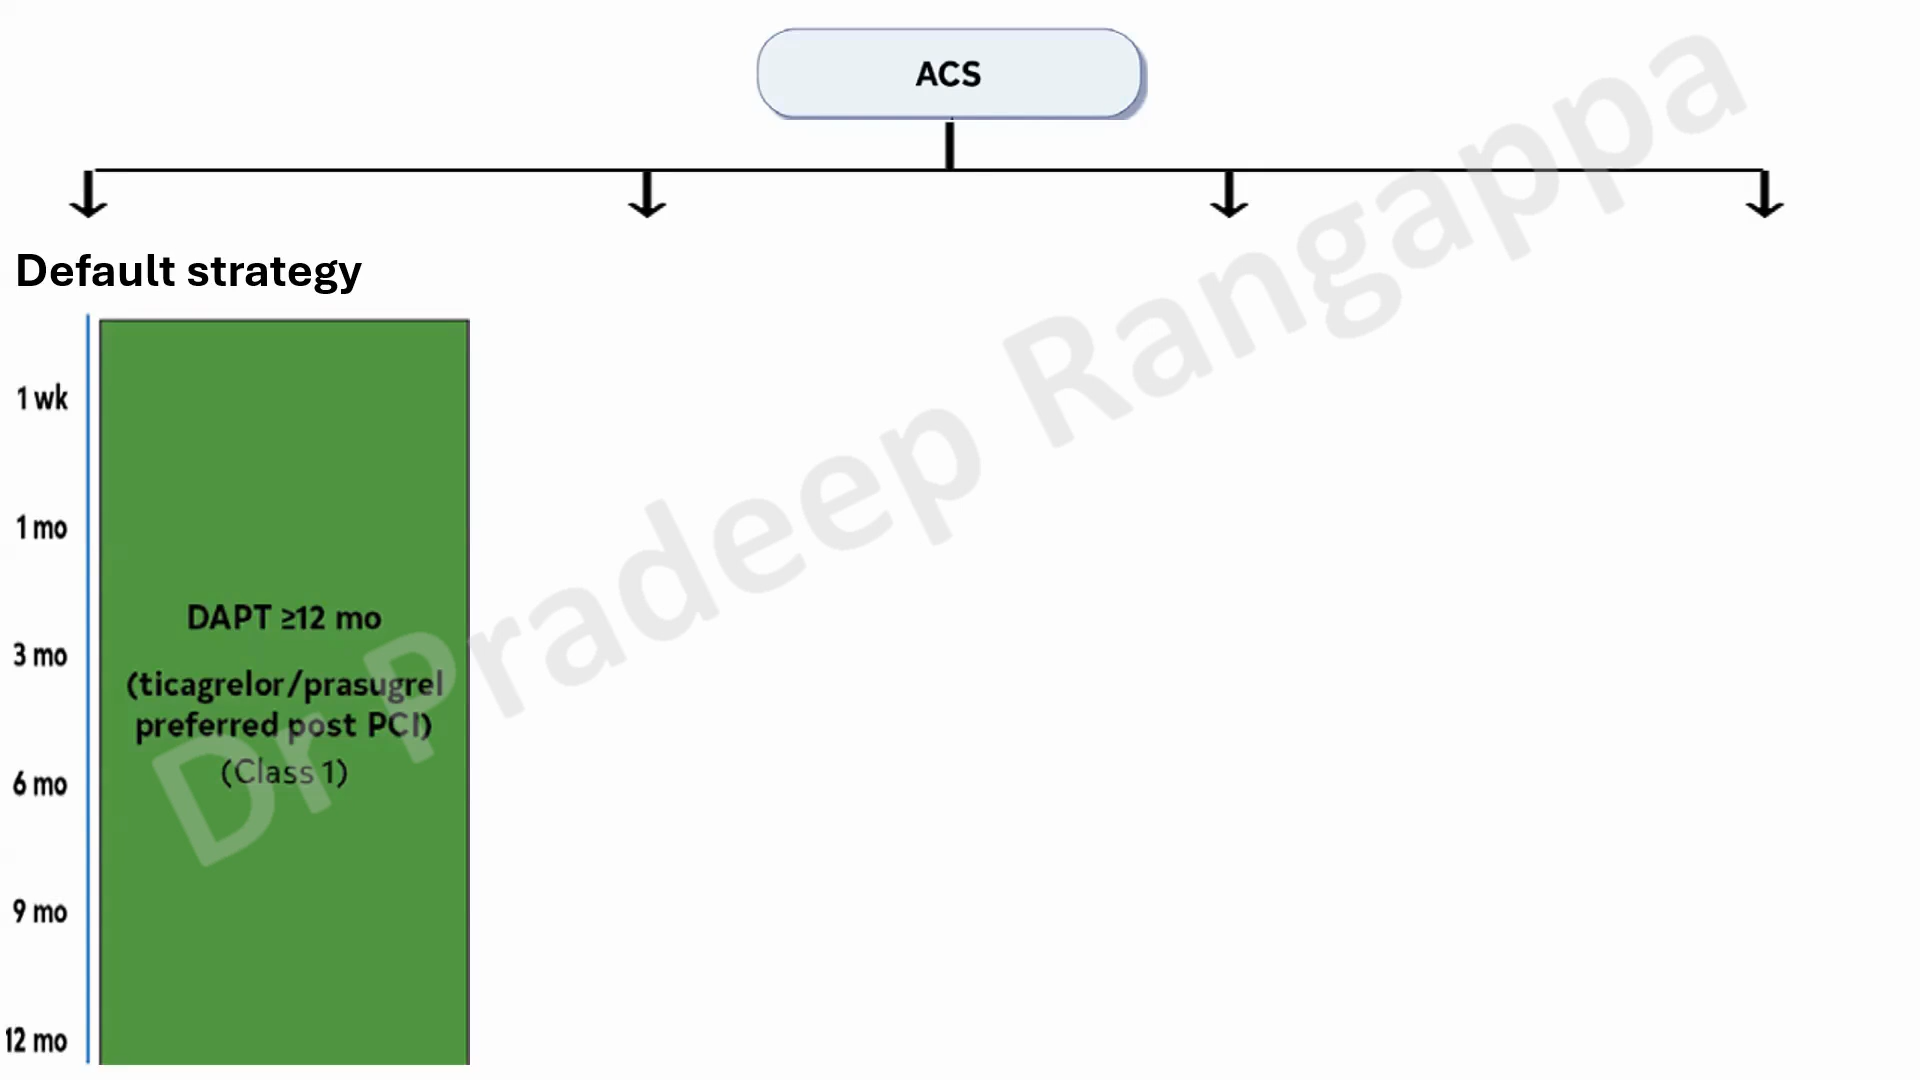 ACS
Default strategy
1 wk
1 mo
3 mo
6 mo
9 mo
12 mo
DAPT ≥12 mo
(ticagrelor/prasugrel
preferred post PCI)
(Class 1)
Dr Pradeep Rangappa